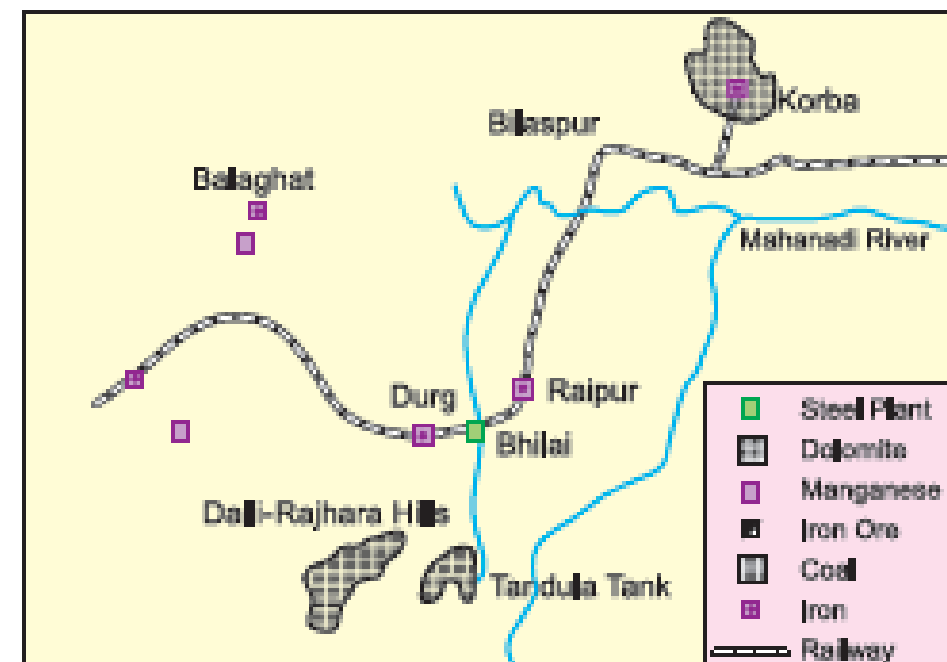 Korba
Bilaspur
Balaghat
Mahanadi River
Durg
Raipur
Bhilai
Dalli-Rajhara Hills
Tandula Tank
Steel Plant
Dolomite
Manganese
Iron Ore
Coal
Iron
Railway